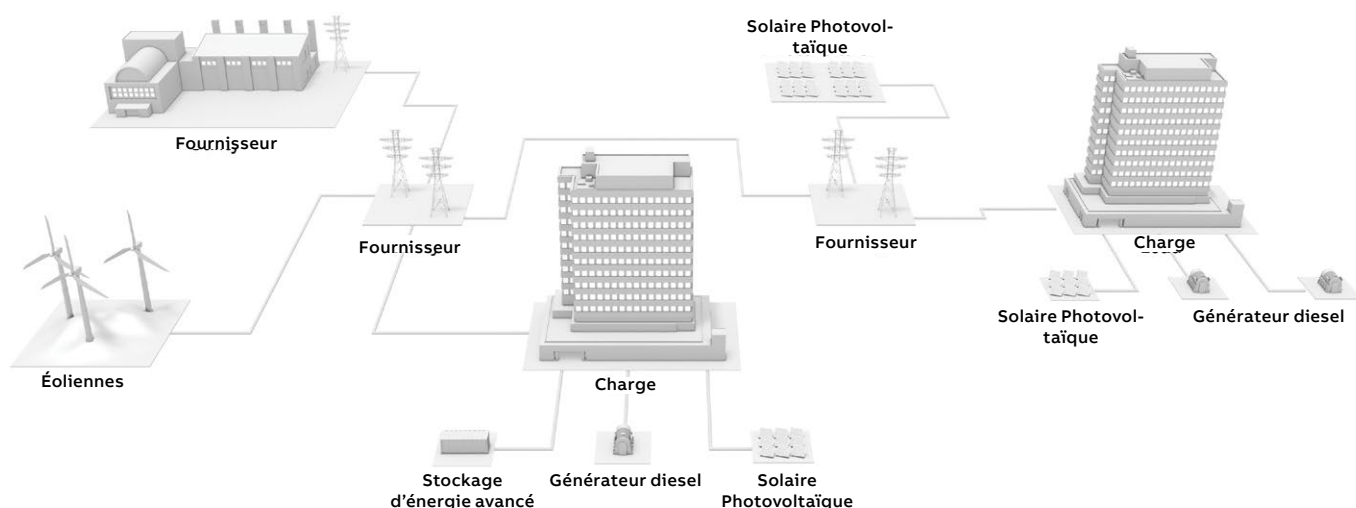 Solaire Photovol-
taïque
Fournisseur
Fournisseur
Fournisseur
Charge
Solaire Photovol-
taïque
Générateur diesel
Éoliennes
Charge
Stockage
d'énergie avancé
Générateur diesel
Solaire
Photovoltaïque